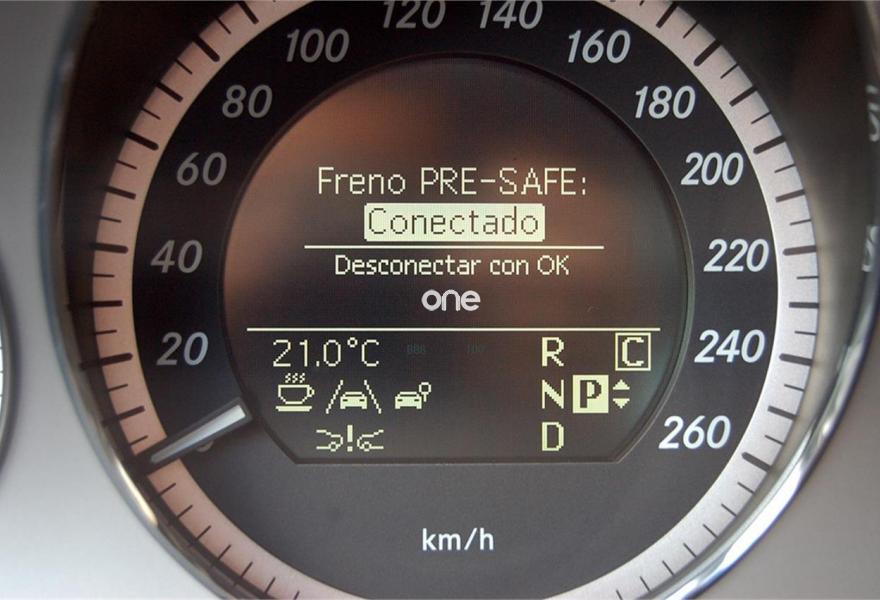 120 140
100 160
80 180
60 200
Freno PRE-SAFE:
Conectado
40 220
Desconectar con OK
one
20 240
21.0°C R C
N P
D
260
km/h